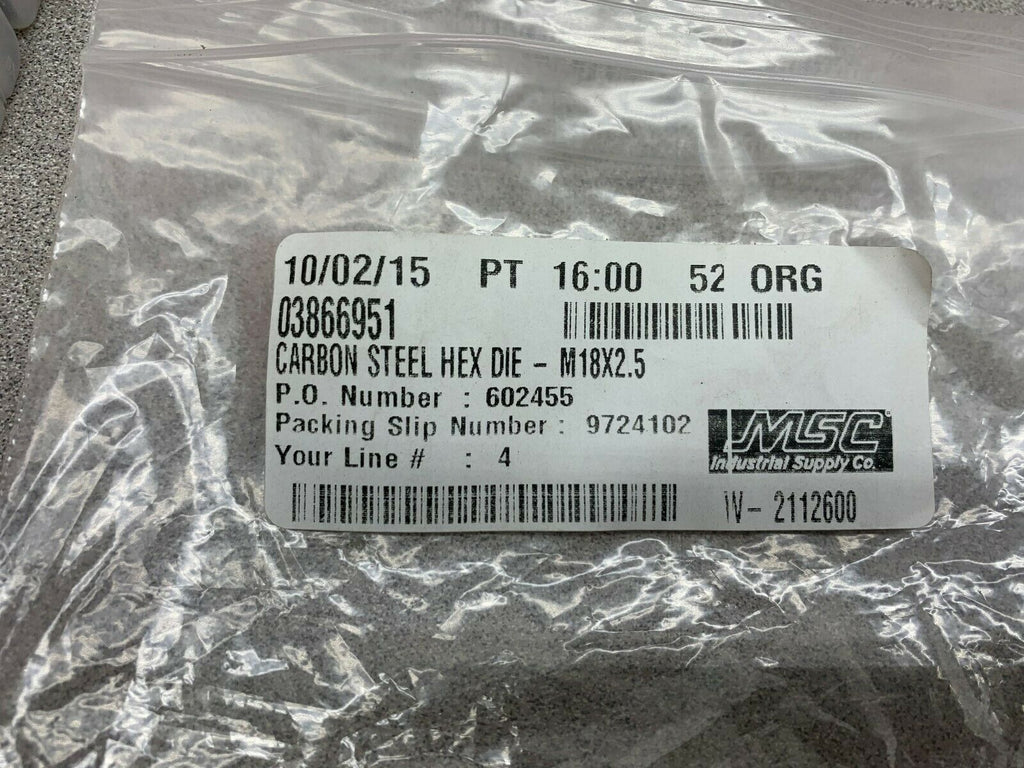 10/02/15 PT 16:00 52 ORG
03866951
CARBON STEEL HEX DIE - M18X2.5
P.O. Number : 602455
Packing Slip Number : 9724102
Your Line # : 4
MSC
Industrial Supply Co.
W- 2112600